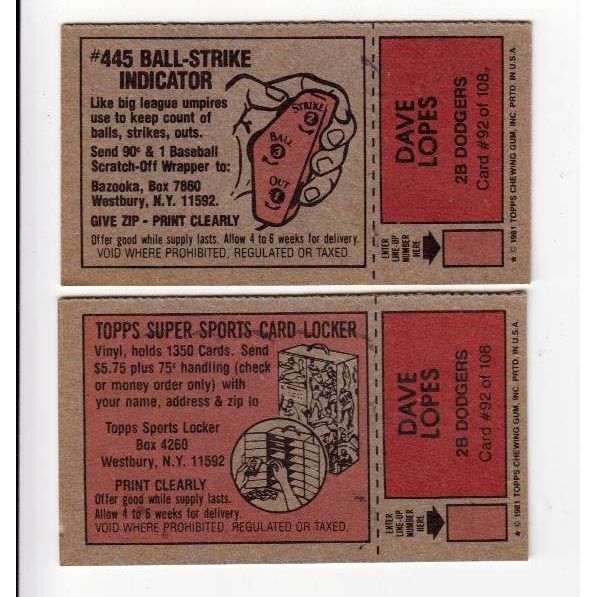 #445 BALL-STRIKE
INDICATOR
Like big league umpires
use to keep count of
balls, strikes, outs.
Send 90¢ & 1 Baseball
Scratch-Off Wrapper to:
Bazooka, Box 7860
Westbury, N.Y. 11592.
GIVE ZIP - PRINT CLEARLY
Offer good while supply lasts. Allow 4 to 6 weeks for delivery.
VOID WHERE PROHIBITED, REGULATED OR TAXED
STRIKE
BALL
OUT
DAVE
LOPES
2B DODGERS
Card #92 of 108
ENTER
LINE-UP
NUMBER
HERE
★ © 1981 TOPPS CHEWING GUM, INC. PRTD. IN U.S.A.
TOPPS SUPER SPORTS CARD LOCKER
Vinyl, holds 1350 Cards. Send
$5.75 plus 75¢ handling (check
or money order only) with
your name, address & zip to
Topps Sports Locker
Box 4260
Westbury, N.Y. 11592
PRINT CLEARLY
Offer good while supply lasts.
Allow 4 to 6 weeks for delivery.
VOID WHERE PROHIBITED, REGULATED OR TAXED.
DAVE
LOPES
2B DODGERS
Card #92 of 108
ENTER
LINE-UP
NUMBER
HERE
★ © 1981 TOPPS CHEWING GUM, INC. PRTD. IN U.S.A.